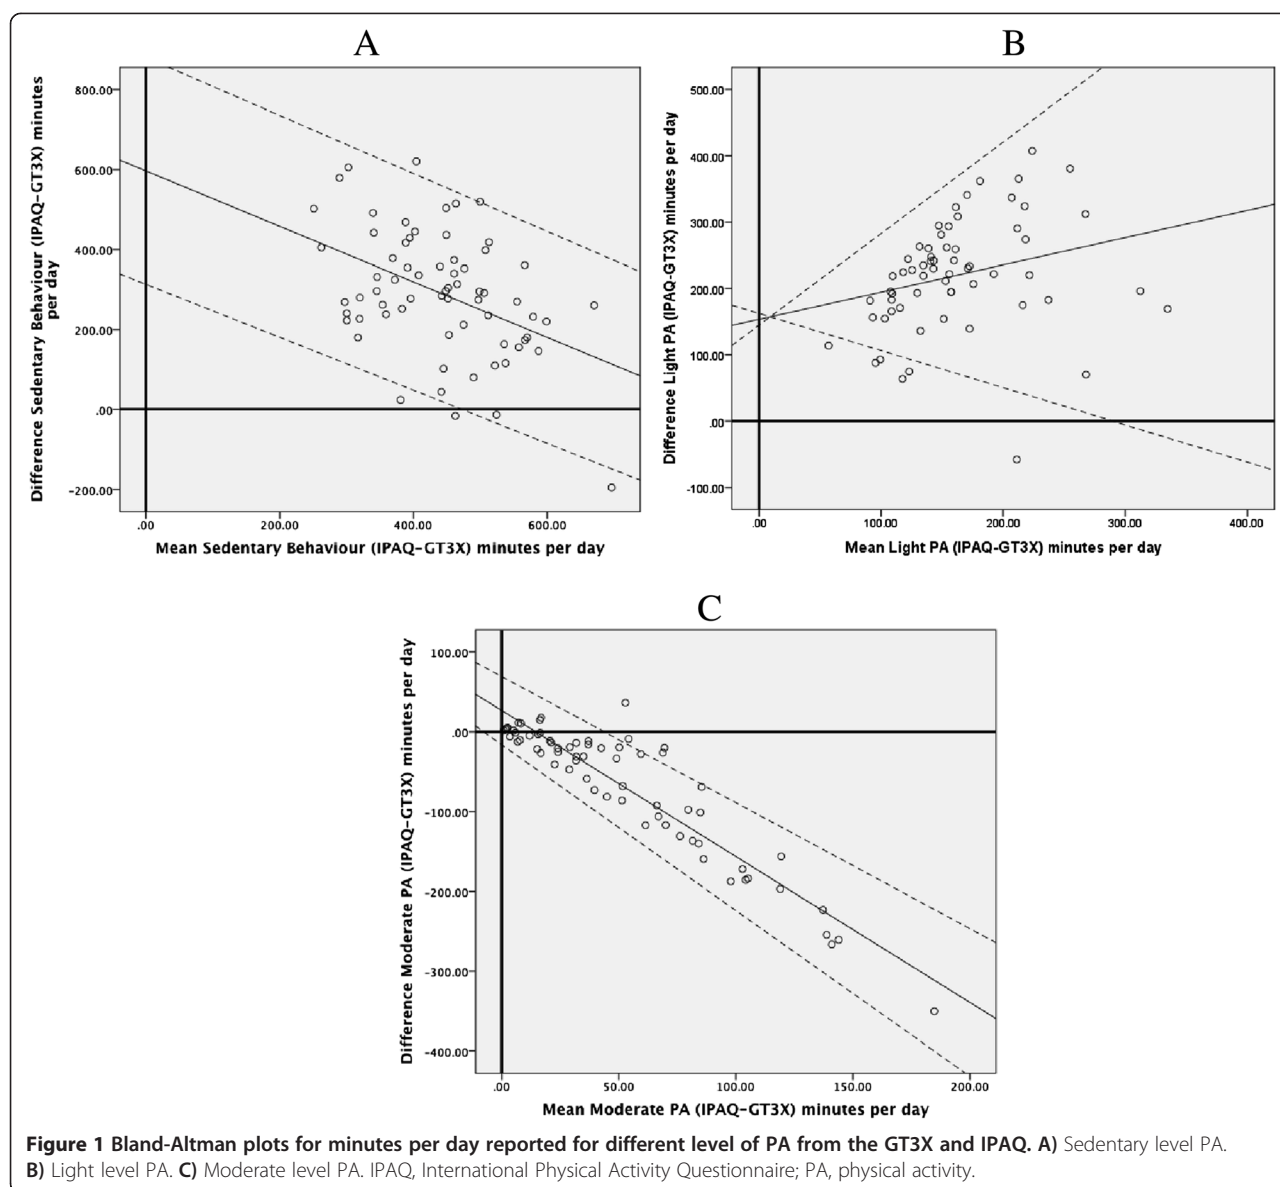 A
B
Difference Sedentary Behaviour (IPAQ-GT3X) minutes
per day
800.00
600.00
400.00
200.00
.00
-200.00
.00 200.00 400.00 600.00
Mean Sedentary Behaviour (IPAQ-GT3X) minutes per day
Difference Light PA (IPAQ-GT3X) minutes per day
500.00
400.00
300.00
200.00
100.00
.00
-100.00
.00 100.00 200.00 300.00 400.00
Mean Light PA (IPAQ-GT3X) minutes per day
C
Difference Moderate PA (IPAQ-GT3X) minutes per day
100.00
.00
-100.00
-200.00
-300.00
-400.00
.00 50.00 100.00 150.00 200.00
Mean Moderate PA (IPAQ-GT3X) minutes per day
Figure 1 Bland-Altman plots for minutes per day reported for different level of PA from the GT3X and IPAQ. A) Sedentary level PA.
B) Light level PA. C) Moderate level PA. IPAQ, International Physical Activity Questionnaire; PA, physical activity.